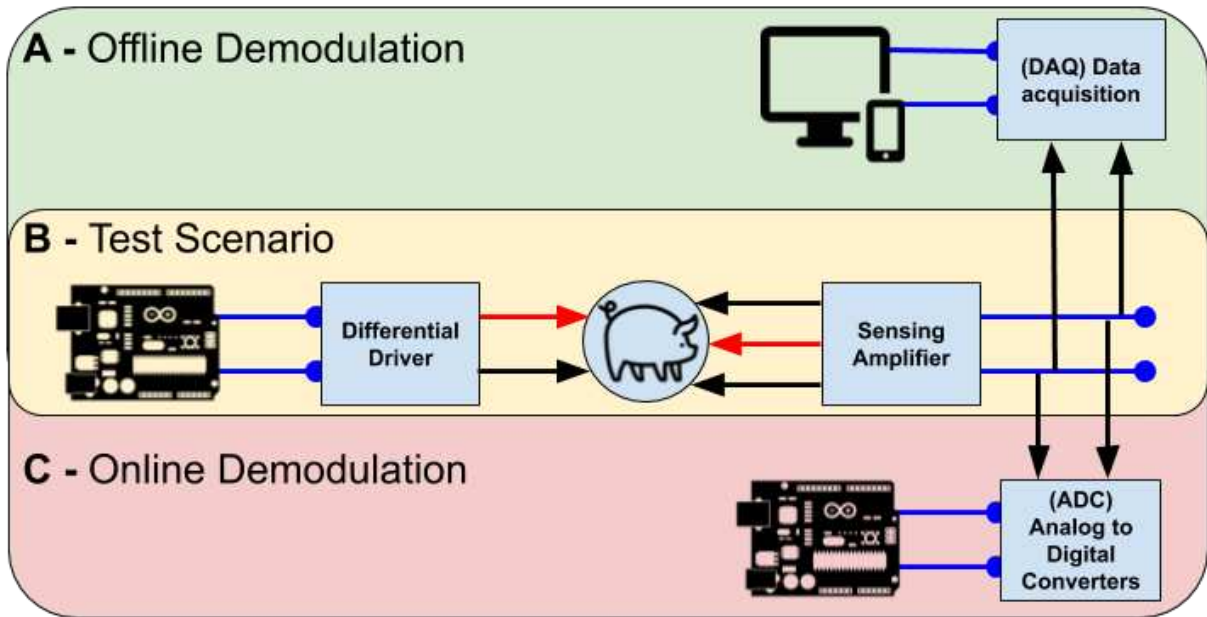 A - Offline Demodulation
(DAQ) Data
acquisition
B - Test Scenario
Differential
Driver
Sensing
Amplifier
C - Online Demodulation
(ADC)
Analog to
Digital
Converters